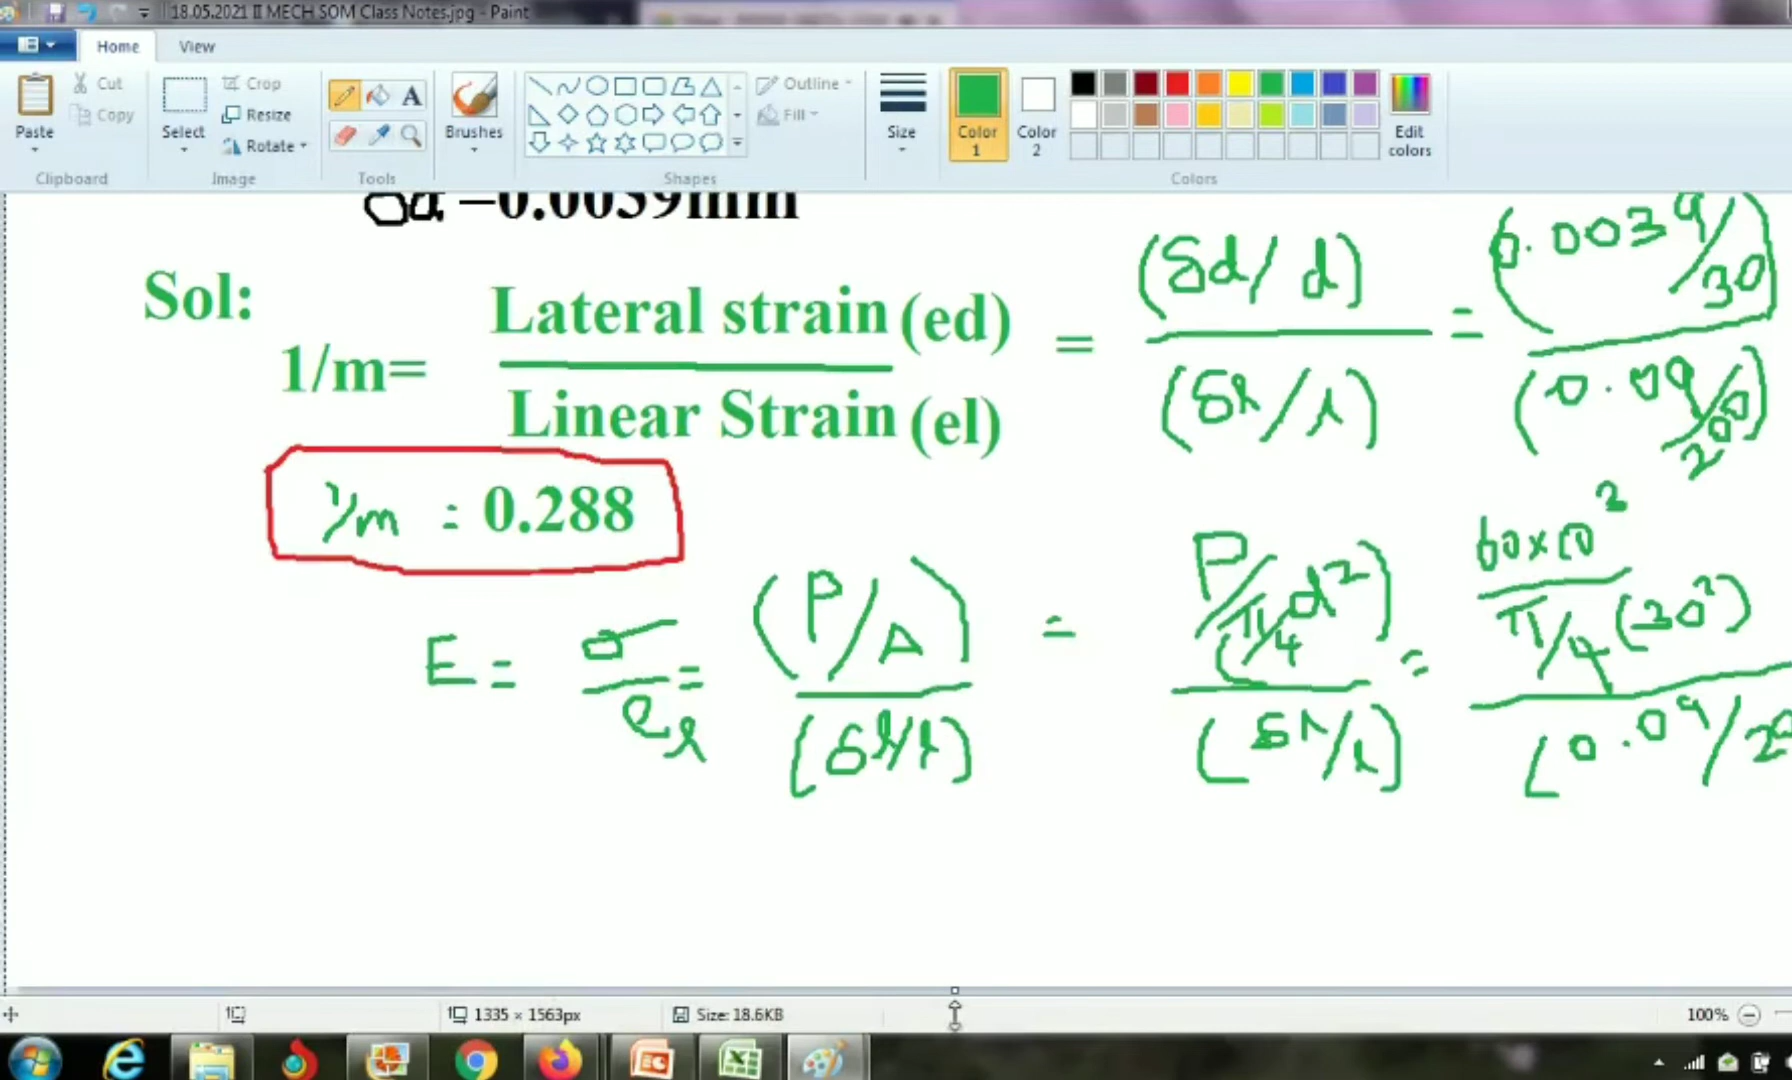 18.05.2021 II MECH SOM Class Notes.jpg - Paint
Home View
Paste
Cut
Copy
Clipboard
Select
Crop
Resize
Rotate
Image
A
Tools
Brushes
Outline
Fill
Shapes
Size
Color 1
Color 2
Edit colors
Colors
δd =0.0039mm
Sol:
1/m= Lateral strain (ed) / Linear Strain (el) = (δd/d) / (δl/l) = (0.0039/30) / (0.09/200)
1/m = 0.288
E = σ/e_l = (P/A) / (δl/l) = P/(π/4 d²) / (δl/l) = 60×10³ / π/4 (30²) / (0.09/20
1335 × 1563px
Size: 18.6KB
100%